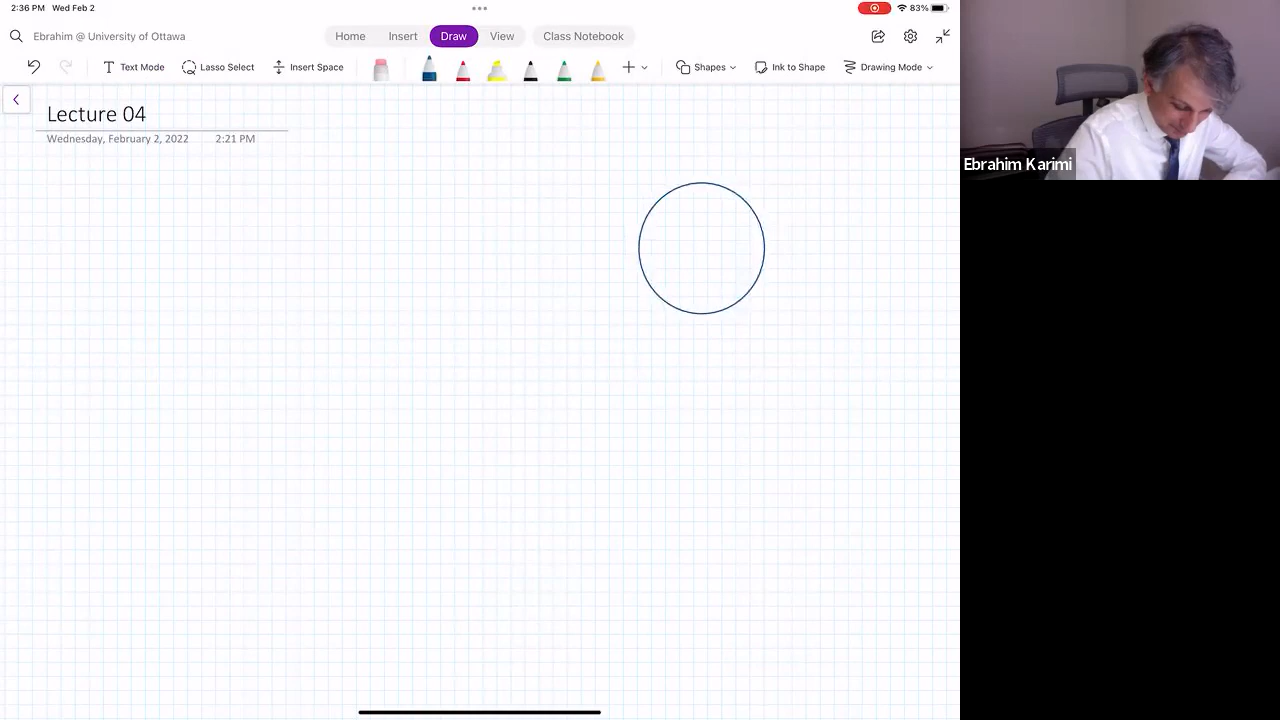 2:36 PM Wed Feb 2
83%
Ebrahim @ University of Ottawa
Home Insert Draw View Class Notebook
Text Mode Lasso Select Insert Space Shapes Ink to Shape Drawing Mode
Lecture 04
Wednesday, February 2, 2022 2:21 PM
Ebrahim Karimi